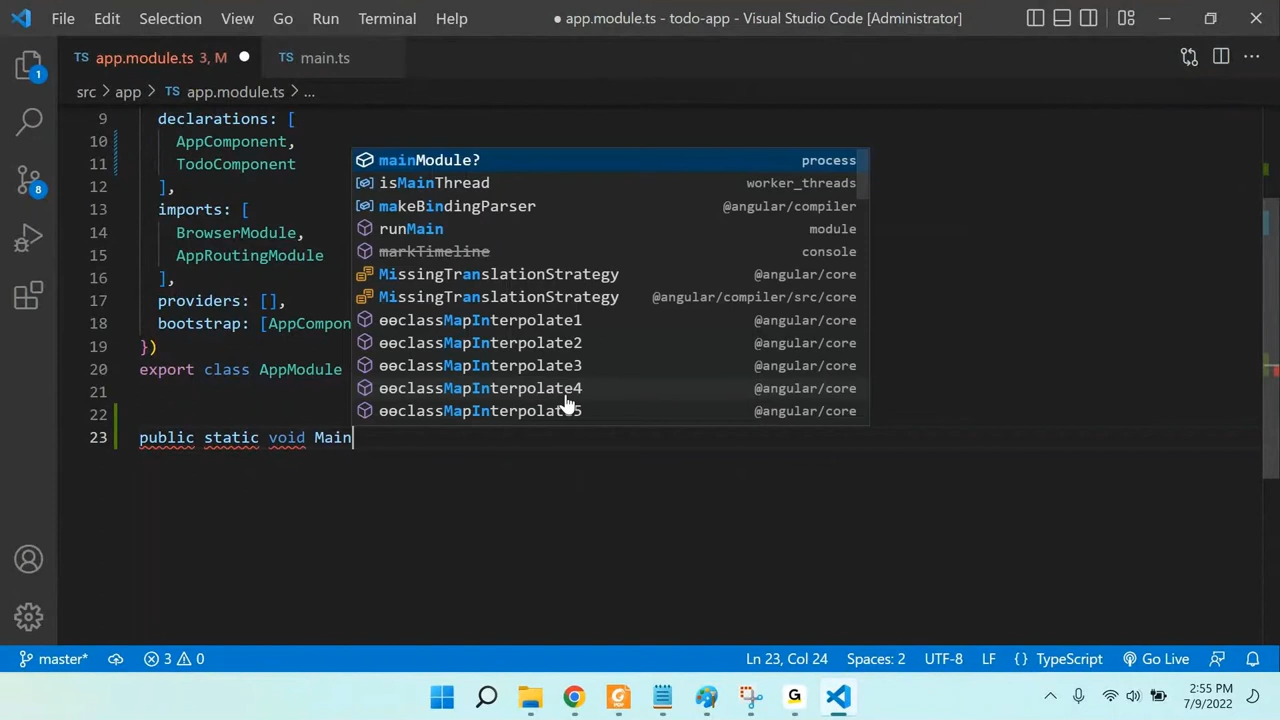 File Edit Selection View Go Run Terminal Help ● app.module.ts - todo-app - Visual Studio Code [Administrator]
TS app.module.ts 3, M ● TS main.ts
src > app > TS app.module.ts > ...
1
8
9 declarations: [
10 AppComponent,
11 TodoComponent
12 ],
13 imports: [
14 BrowserModule,
15 AppRoutingModule
16 ],
17 providers: [],
18 bootstrap: [AppCompon
19 })
20 export class AppModule
21
22
23 public static void Main
mainModule? process
isMainThread worker_threads
makeBindingParser @angular/compiler
runMain module
markTimeline console
MissingTranslationStrategy @angular/core
MissingTranslationStrategy @angular/compiler/src/core
ɵɵclassMapInterpolate1 @angular/core
ɵɵclassMapInterpolate2 @angular/core
ɵɵclassMapInterpolate3 @angular/core
ɵɵclassMapInterpolate4 @angular/core
ɵɵclassMapInterpolate5 @angular/core
master* 3 0 Ln 23, Col 24 Spaces: 2 UTF-8 LF {} TypeScript Go Live
PDF G 2:55 PM
7/9/2022